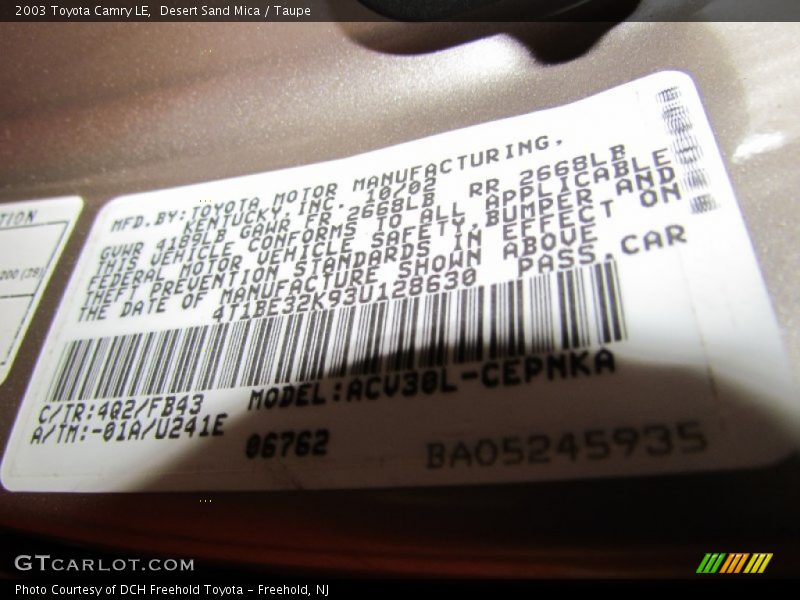 2003 Toyota Camry LE,  Desert Sand Mica / Taupe
TION
200 (J9)
MFD.BY:TOYOTA MOTOR MANUFACTURING,
KENTUCKY,INC. 10/02
GVWR 4189LB GAWR FR 2668LB RR 2668LB
THIS VEHICLE CONFORMS TO ALL APPLICABLE
FEDERAL MOTOR VEHICLE SAFETY,BUMPER,AND
THEFT PREVENTION STANDARDS IN EFFECT ON
THE DATE OF MANUFACTURE SHOWN ABOVE.
4T1BE32K93U128630 PASS.CAR
C/TR:4Q2/FB43 MODEL:ACV30L-CEPNKA
A/TM:-01A/U241E
06762
BA05245935
GTCARLOT.COM
Photo Courtesy of DCH Freehold Toyota - Freehold, NJ